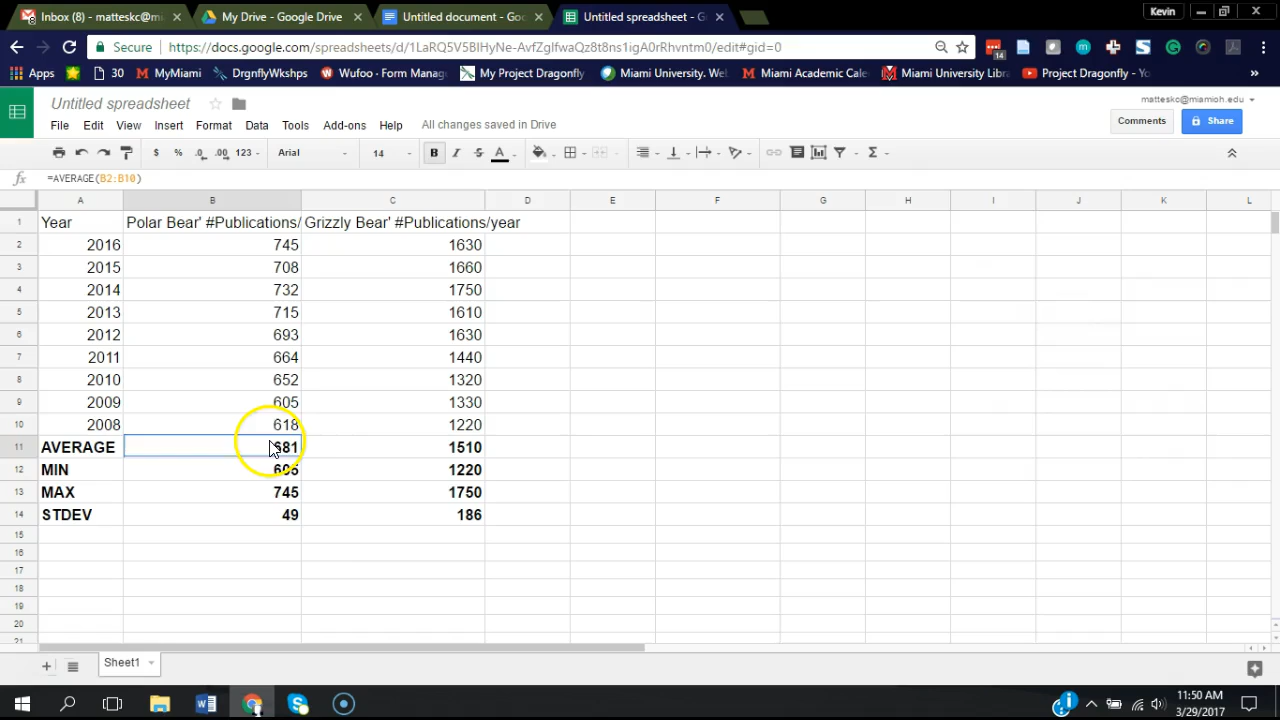 Inbox (8) - matteskc@mi
My Drive - Google Drive
Untitled document - Goo
Untitled spreadsheet - G
Kevin
Secure
https://docs.google.com/spreadsheets/d/1LaRQ5V5BIHyNe-AvfZglfwaQz8t8ns1igA0rRhvntm0/edit#gid=0
14
Apps
30
MyMiami
DrgnflyWkshps
Wufoo - Form Manag
My Project Dragonfly
Miami University. Wel
Miami Academic Cale
Miami University Libra
Project Dragonfly - Yo
»
Untitled spreadsheet
matteskc@miamioh.edu
File Edit View Insert Format Data Tools Add-ons Help All changes saved in Drive
Comments
Share
$ % .0 .00 123 Arial 14 B I S A Σ
fx =AVERAGE(B2:B10)
A B C D E F G H I J K L
1 Year Polar Bear' #Publications/ Grizzly Bear' #Publications/year
2 2016 745 1630
3 2015 708 1660
4 2014 732 1750
5 2013 715 1610
6 2012 693 1630
7 2011 664 1440
8 2010 652 1320
9 2009 605 1330
10 2008 618 1220
11 AVERAGE 681 1510
12 MIN 605 1220
13 MAX 745 1750
14 STDEV 49 186
15
16
17
18
19
20
21
+ Sheet1
11:50 AM
3/29/2017